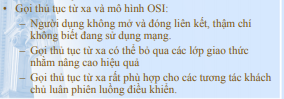 • Gọi thủ tục từ xa và mô hình OSI:
– Người dụng không mở và đóng liên kết, thậm chí
không biết đang sử dụng mạng.
– Gọi thủ tục từ xa có thể bỏ qua các lớp giao thức
nhằm nâng cao hiệu quả
– Gọi thủ tục từ xa rất phù hợp cho các tương tác khách
chủ luân phiên luồng điều khiển.